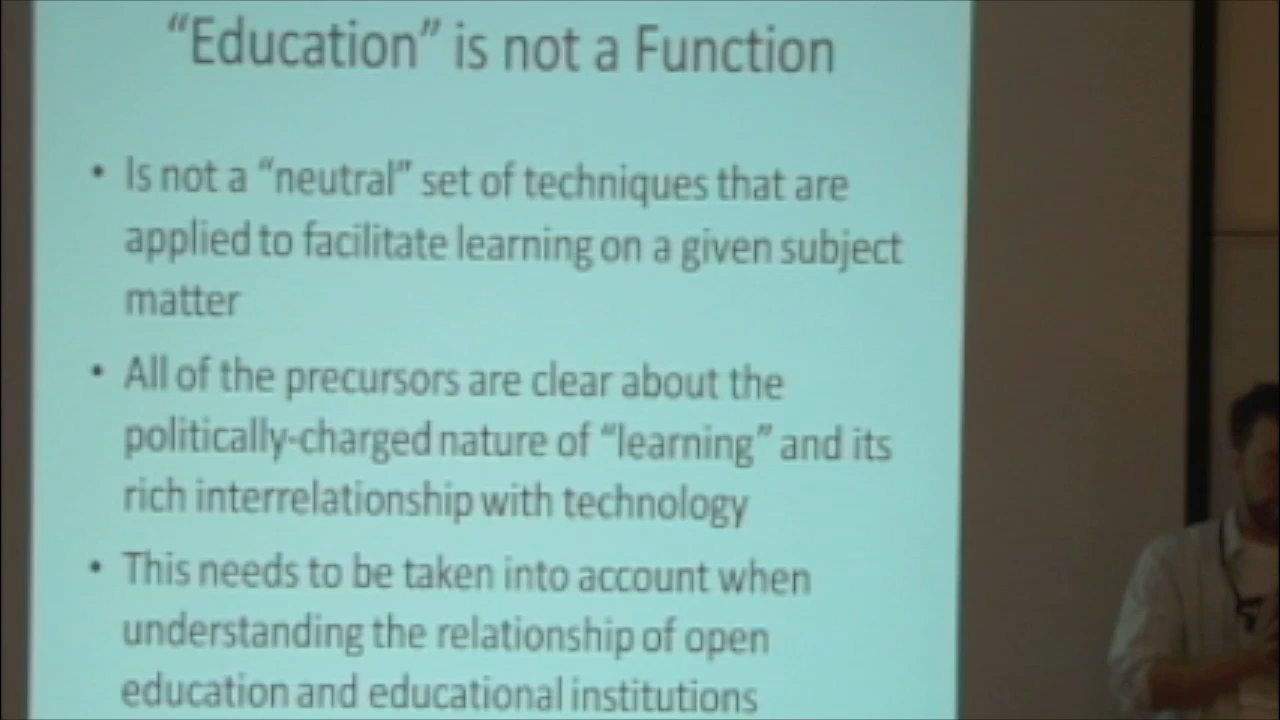 “Education” is not a Function
• Is not a “neutral” set of techniques that are
applied to facilitate learning on a given subject
matter
• All of the precursors are clear about the
politically-charged nature of “learning” and its
rich interrelationship with technology
• This needs to be taken into account when
understanding the relationship of open
education and educational institutions